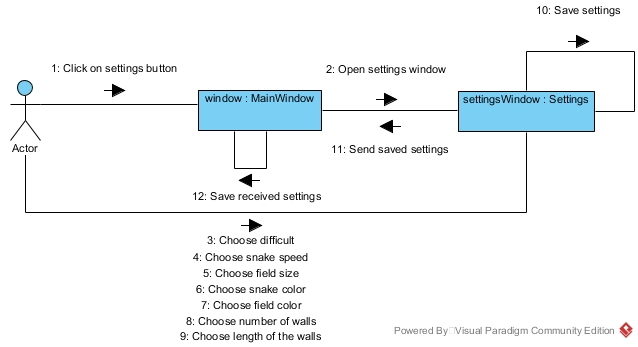 10: Save settings
1: Click on settings button
2: Open settings window
window : MainWindow
settingsWindow : Settings
Actor
11: Send saved settings
12: Save received settings
3: Choose difficult
4: Choose snake speed
5: Choose field size
6: Choose snake color
7: Choose field color
8: Choose number of walls
9: Choose length of the walls
Powered By Visual Paradigm Community Edition